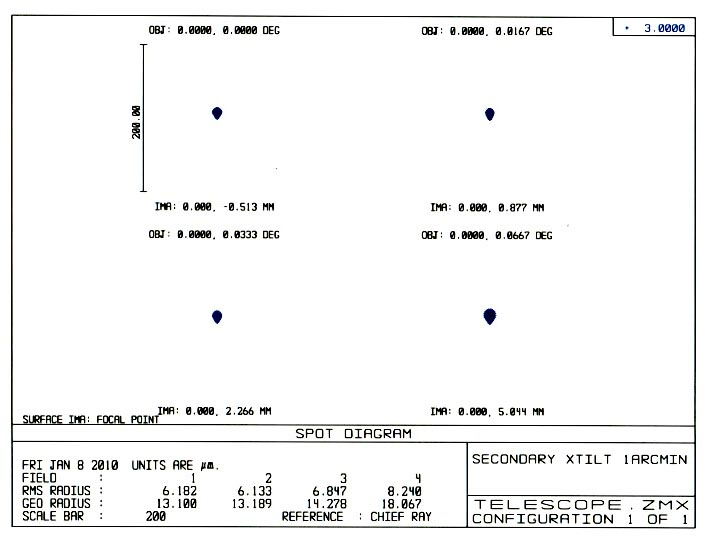 OBJ: 0.0000, 0.0000 DEG
OBJ: 0.0000, 0.0167 DEG
+ 3.0000
200.00
IMA: 0.000, -0.513 MM
IMA: 0.000, 0.877 MM
OBJ: 0.0000, 0.0333 DEG
OBJ: 0.0000, 0.0667 DEG
IMA: 0.000, 2.266 MM
IMA: 0.000, 5.044 MM
SURFACE IMA: FOCAL POINT
SPOT DIAGRAM
FRI JAN 8 2010 UNITS ARE µm.
FIELD : 1 2 3 4
RMS RADIUS : 6.182 6.133 6.847 8.240
GEO RADIUS : 13.100 13.189 14.278 18.067
SCALE BAR : 200 REFERENCE : CHIEF RAY
SECONDARY XTILT 1ARCMIN
TELESCOPE.ZMX
CONFIGURATION 1 OF 1